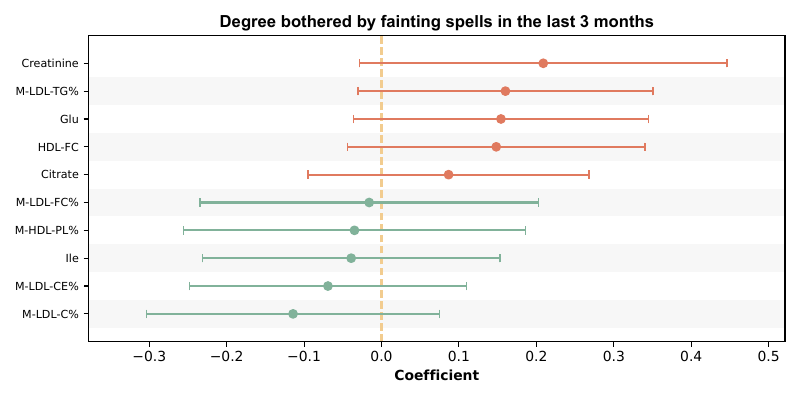 Degree bothered by fainting spells in the last 3 months
Creatinine
M-LDL-TG%
Glu
HDL-FC
Citrate
M-LDL-FC%
M-HDL-PL%
Ile
M-LDL-CE%
M-LDL-C%
−0.3 −0.2 −0.1 0.0 0.1 0.2 0.3 0.4 0.5
Coefficient